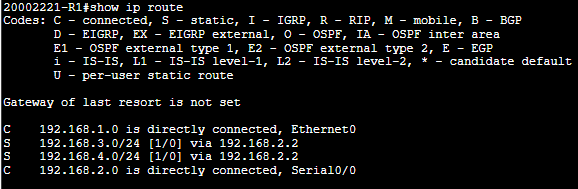 20002221-R1#show ip route
Codes: C - connected, S - static, I - IGRP, R - RIP, M - mobile, B - BGP
D - EIGRP, EX - EIGRP external, O - OSPF, IA - OSPF inter area
E1 - OSPF external type 1, E2 - OSPF external type 2, E - EGP
i - IS-IS, L1 - IS-IS level-1, L2 - IS-IS level-2, * - candidate default
U - per-user static route
Gateway of last resort is not set
C 192.168.1.0 is directly connected, Ethernet0
S 192.168.3.0/24 [1/0] via 192.168.2.2
S 192.168.4.0/24 [1/0] via 192.168.2.2
C 192.168.2.0 is directly connected, Serial0/0